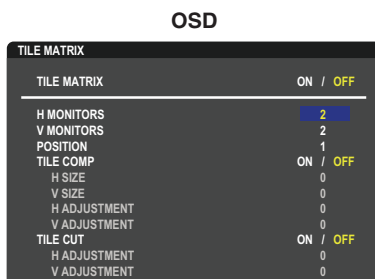 OSD
TILE MATRIX
TILE MATRIX ON / OFF
H MONITORS 2
V MONITORS 2
POSITION 1
TILE COMP ON / OFF
H SIZE 0
V SIZE 0
H ADJUSTMENT 0
V ADJUSTMENT 0
TILE CUT ON / OFF
H ADJUSTMENT 0
V ADJUSTMENT 0